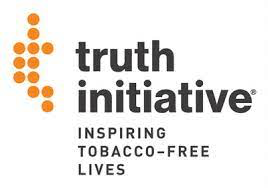 truth
initiative®
INSPIRING
TOBACCO-FREE
LIVES